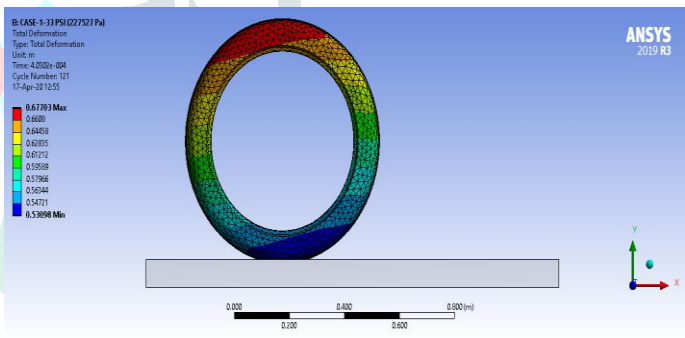 B: CASE-1-33 PSI (227527 Pa)
Total Deformation
Type: Total Deformation
Unit: m
Time: 4.0302e-004
Cycle Number: 121
17-Apr-20 12:55
0.67703 Max
0.6608
0.64458
0.62835
0.61212
0.59589
0.57966
0.56344
0.54721
0.53098 Min
ANSYS
2019 R3
Y
X
0.000
0.400
0.800 (m)
0.200
0.600